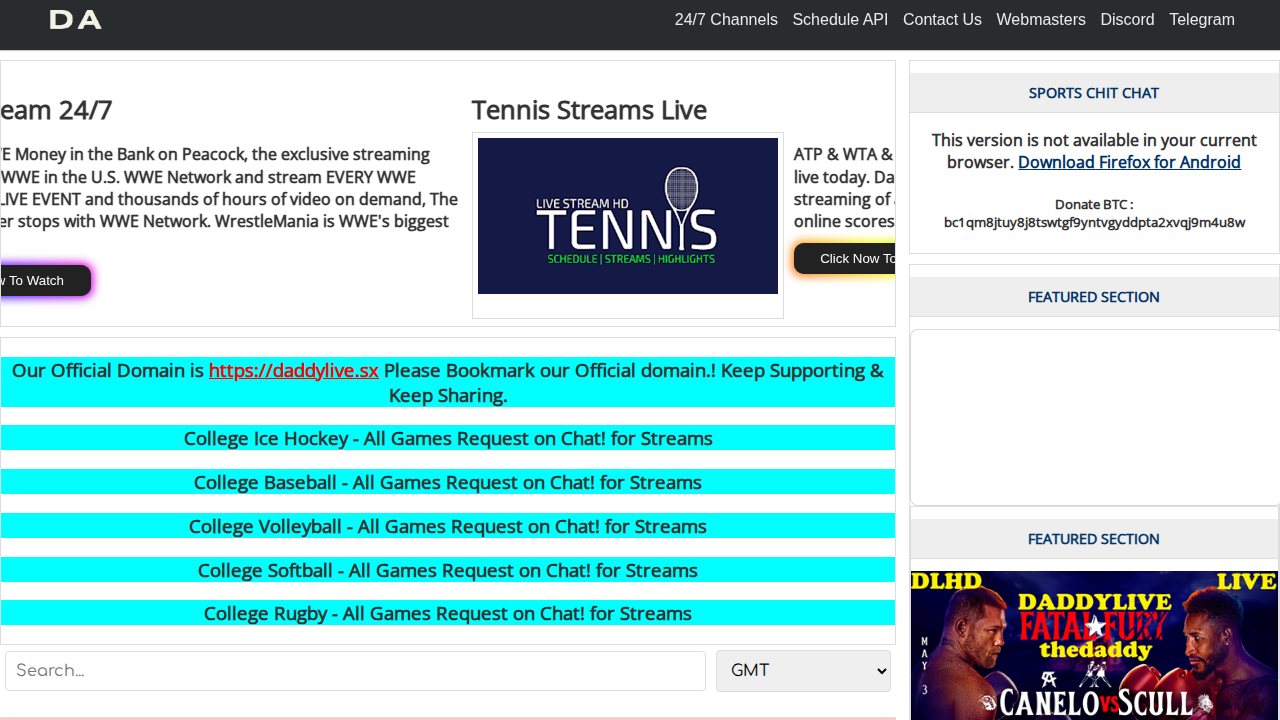 DA
24/7 Channels Schedule API Contact Us Webmasters Discord Telegram
eam 24/7
E Money in the Bank on Peacock, the exclusive streaming
WWE in the U.S. WWE Network and stream EVERY WWE
LIVE EVENT and thousands of hours of video on demand, The
er stops with WWE Network. WrestleMania is WWE's biggest
w To Watch
Tennis Streams Live
LIVE STREAM HD
TENNIS
SCHEDULE | STREAMS | HIGHLIGHTS
ATP & WTA &
live today. Da
streaming of
online scores
Click Now To
Our Official Domain is https://daddylive.sx Please Bookmark our Official domain.! Keep Supporting &
Keep Sharing.
College Ice Hockey - All Games Request on Chat! for Streams
College Baseball - All Games Request on Chat! for Streams
College Volleyball - All Games Request on Chat! for Streams
College Softball - All Games Request on Chat! for Streams
College Rugby - All Games Request on Chat! for Streams
Search...
GMT
SPORTS CHIT CHAT
This version is not available in your current
browser. Download Firefox for Android
Donate BTC :
bc1qm8jtuy8j8tswtgf9yntvgyddpta2xvqj9m4u8w
FEATURED SECTION
FEATURED SECTION
DLHD LIVE
DADDYLIVE
FATAL FURY
thedaddy
MAY 3
CANELO VS SCULL